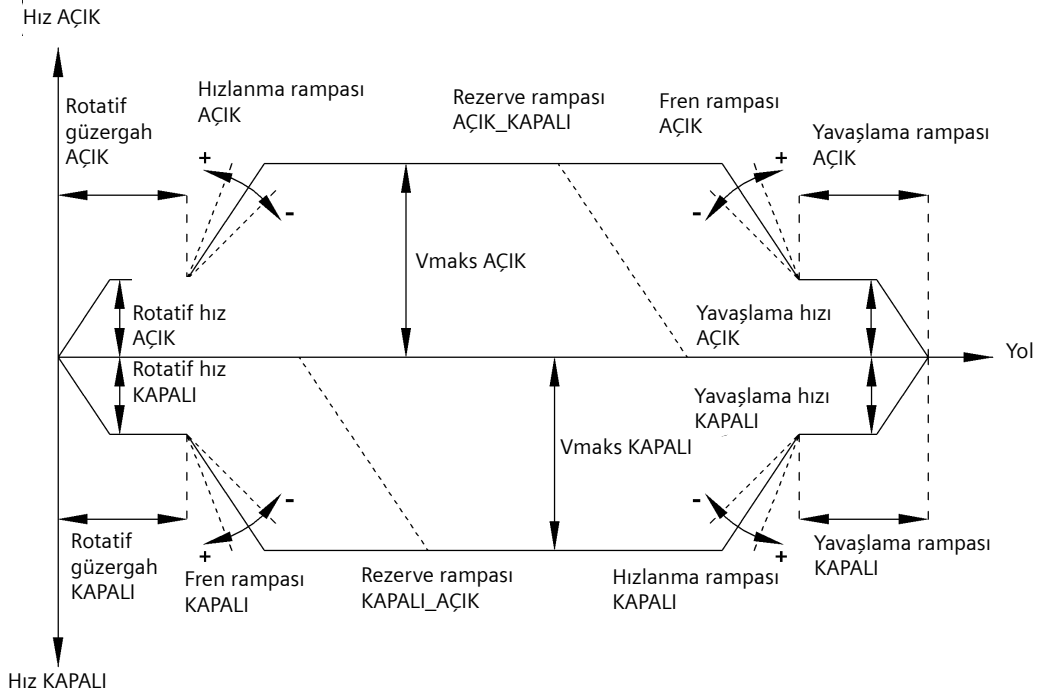 Hız AÇIK
Rotatif
güzergah
AÇIK
Hızlanma rampası
AÇIK
Rezerve rampası
AÇIK_KAPALI
Fren rampası
AÇIK
Yavaşlama rampası
AÇIK
+
-
-
+
Vmaks AÇIK
Rotatif hız
AÇIK
Yavaşlama hızı
AÇIK
Yol
Rotatif hız
KAPALI
Yavaşlama hızı
KAPALI
Vmaks KAPALI
-
+
-
+
Rotatif
güzergah
KAPALI
Fren rampası
KAPALI
Rezerve rampası
KAPALI_AÇIK
Hızlanma rampası
KAPALI
Yavaşlama rampası
KAPALI
Hız KAPALI